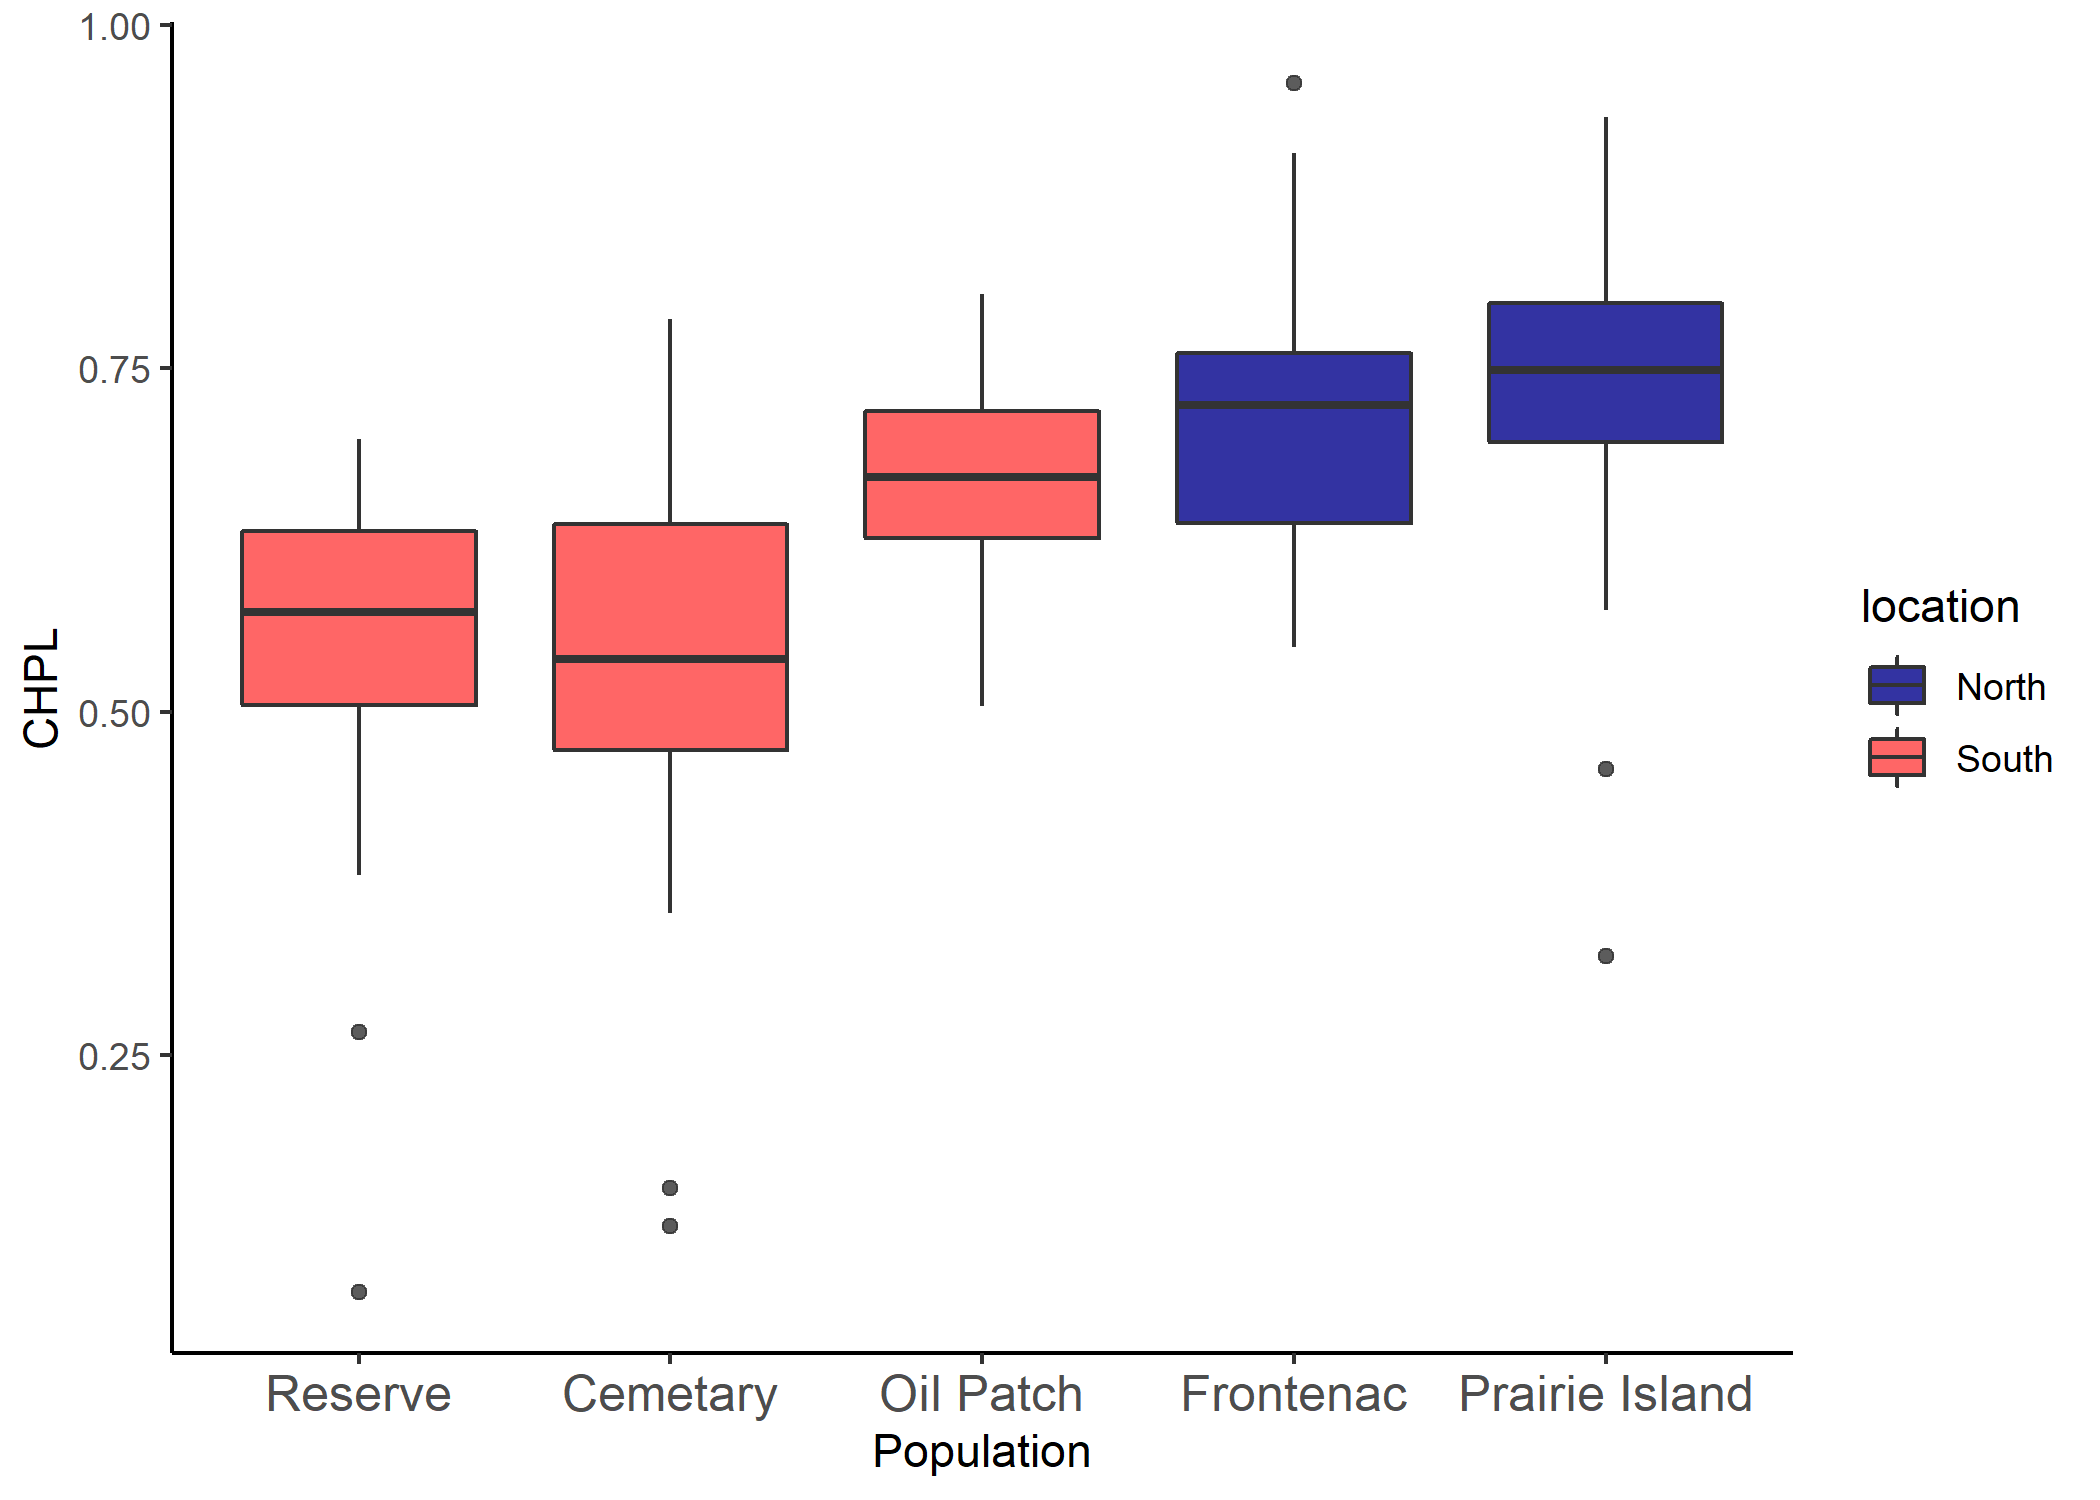 1.00
0.75
0.50
0.25
CHPL
Reserve Cemetary Oil Patch Frontenac Prairie Island
Population
location
North
South